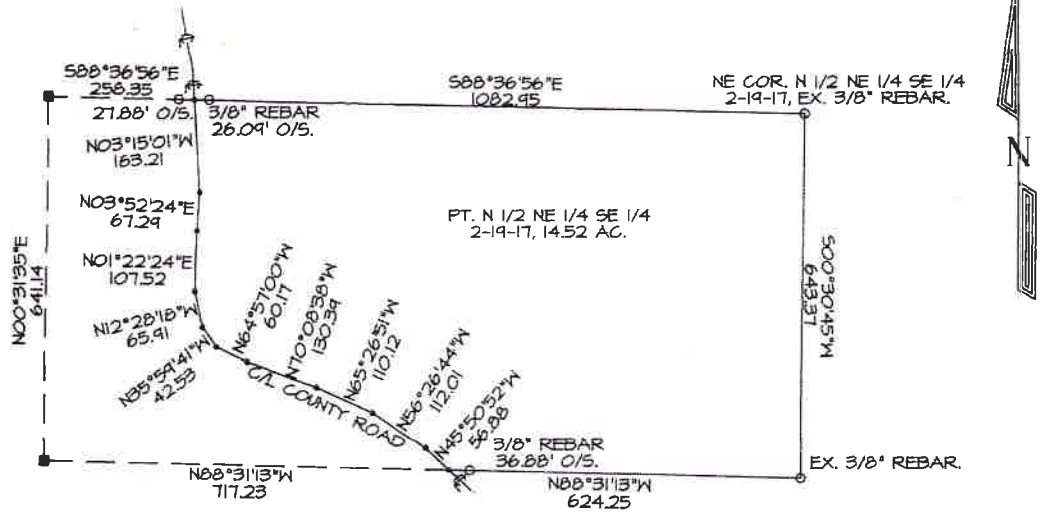 S88°36'56"E
258.35
27.88' O/S.
3/8" REBAR
26.09' O/S.
S88°36'56"E
1082.95
NE COR. N 1/2 NE 1/4 SE 1/4
2-19-17, EX. 3/8" REBAR.
N
N03°15'01"W
163.21
N03°52'24"E
67.29
N01°22'24"E
107.52
N12°28'18"W
65.91
N35°59'41"W
42.53
N64°57'00"W
60.17
N70°08'38"W
130.39
N65°26'51"W
110.12
N56°26'44"W
112.01
N45°50'52"W
56.88
C/L COUNTY ROAD
PT. N 1/2 NE 1/4 SE 1/4
2-19-17, 14.52 AC.
N00°31'35"E
641.14
S00°30'45"W
643.37
3/8" REBAR
36.88' O/S.
EX. 3/8" REBAR.
N88°31'13"W
717.23
N88°31'13"W
624.25